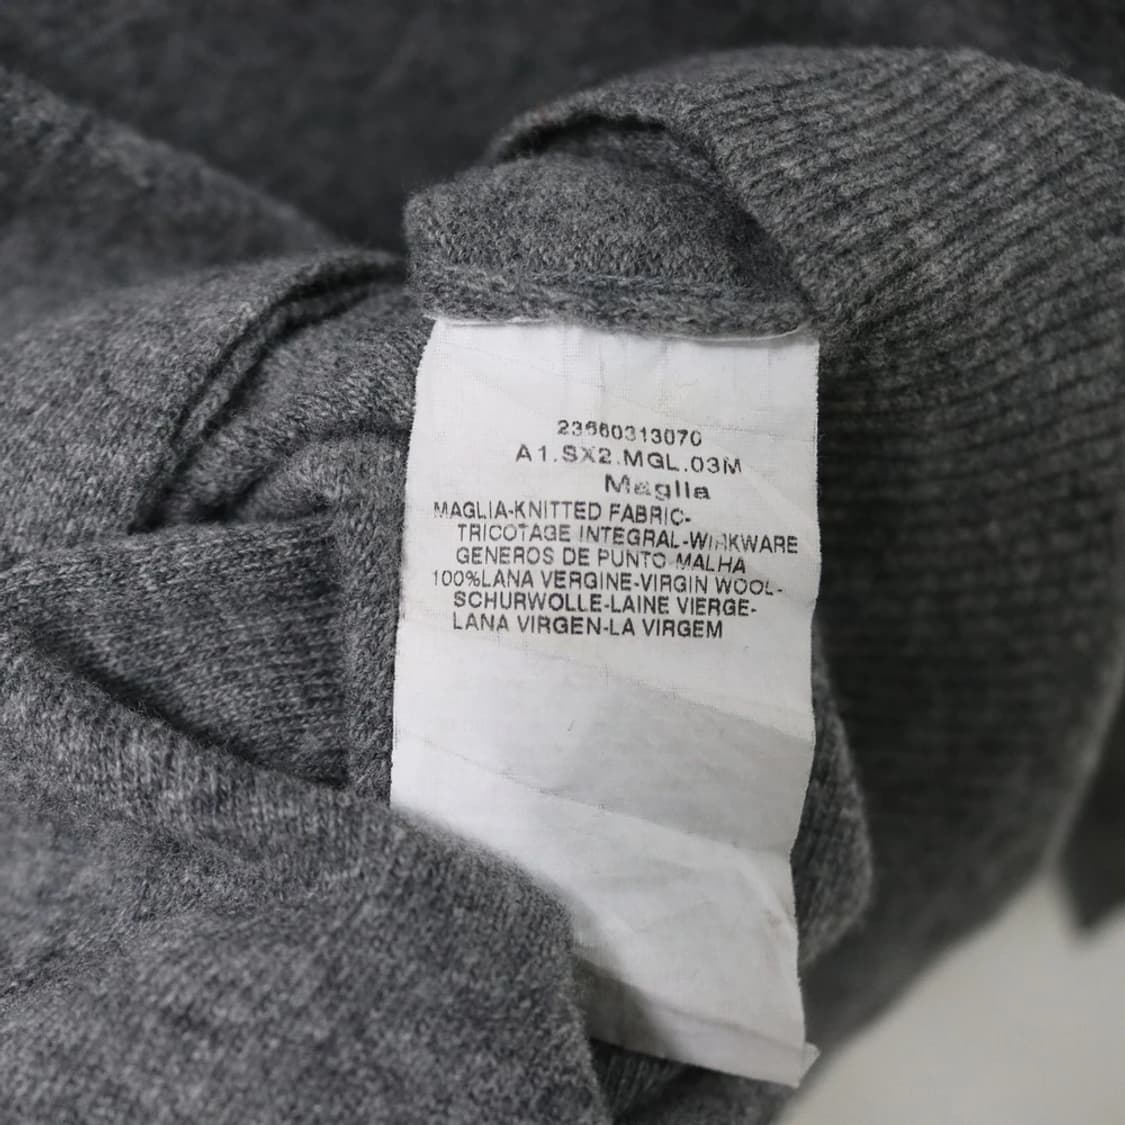 23660313070
A1.SX2.MGL.03M
Maglia
MAGLIA-KNITTED FABRIC-
TRICOTAGE INTEGRAL-WIRKWARE
GENEROS DE PUNTO-MALHA
100%LANA VERGINE-VIRGIN WOOL-
SCHURWOLLE-LAINE VIERGE-
LANA VIRGEN-LA VIRGEM